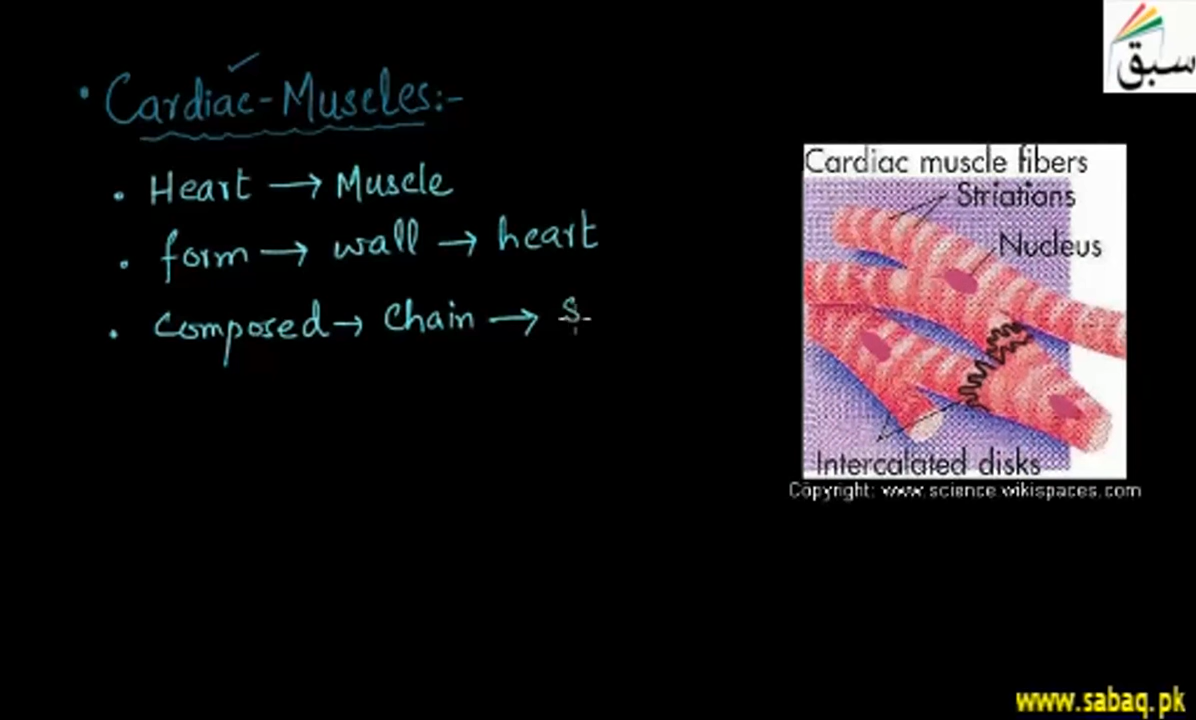 سبق
• Cardiac-Muscles:-
• Heart → Muscle
• form → wall → heart
• Composed → Chain → S
Cardiac muscle fibers
Striations
Nucleus
Intercalated disks
Copyright: www.science.wikispaces.com
www.sabaq.pk